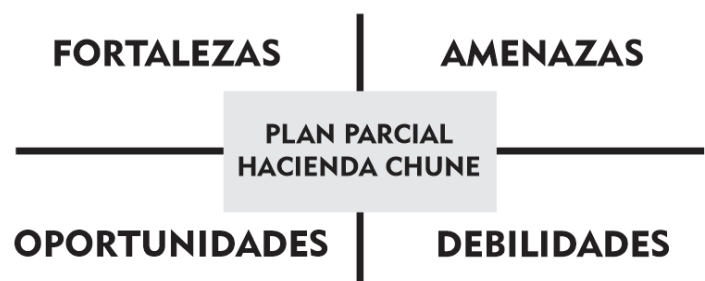 FORTALEZAS
AMENAZAS
PLAN PARCIAL
HACIENDA CHUNE
OPORTUNIDADES
DEBILIDADES